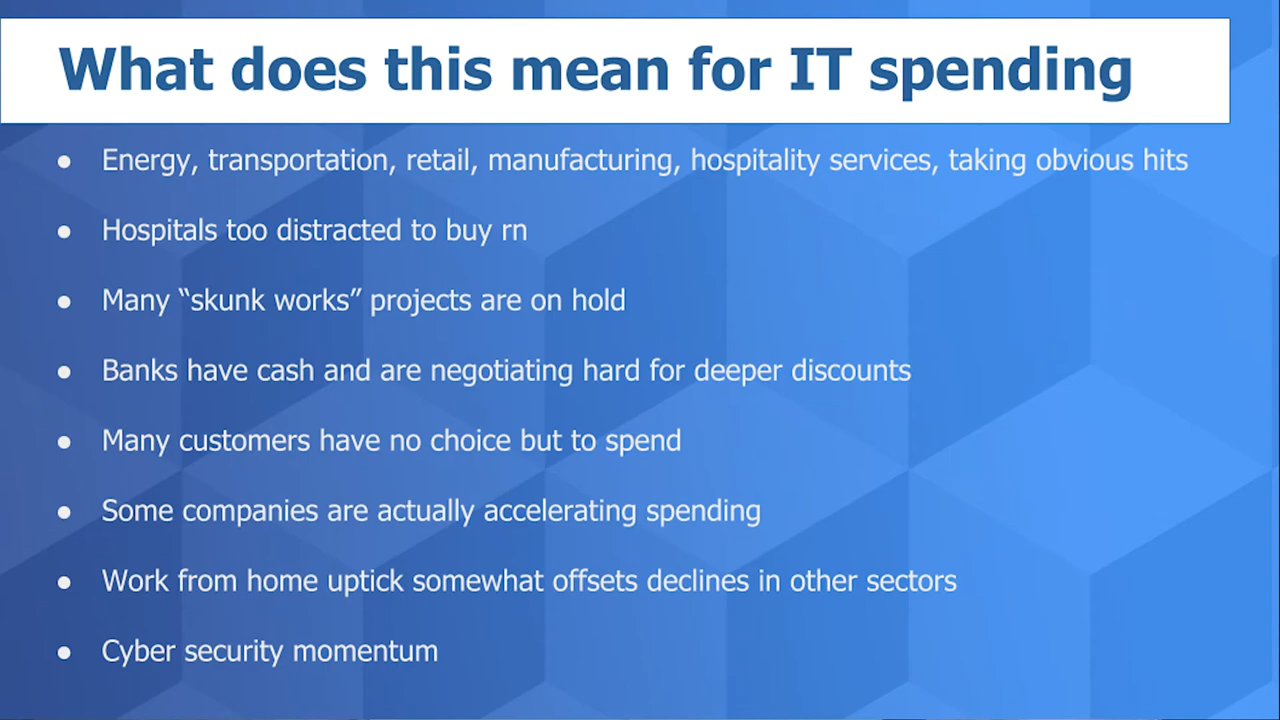 What does this mean for IT spending
● Energy, transportation, retail, manufacturing, hospitality services, taking obvious hits
● Hospitals too distracted to buy rn
● Many “skunk works” projects are on hold
● Banks have cash and are negotiating hard for deeper discounts
● Many customers have no choice but to spend
● Some companies are actually accelerating spending
● Work from home uptick somewhat offsets declines in other sectors
● Cyber security momentum